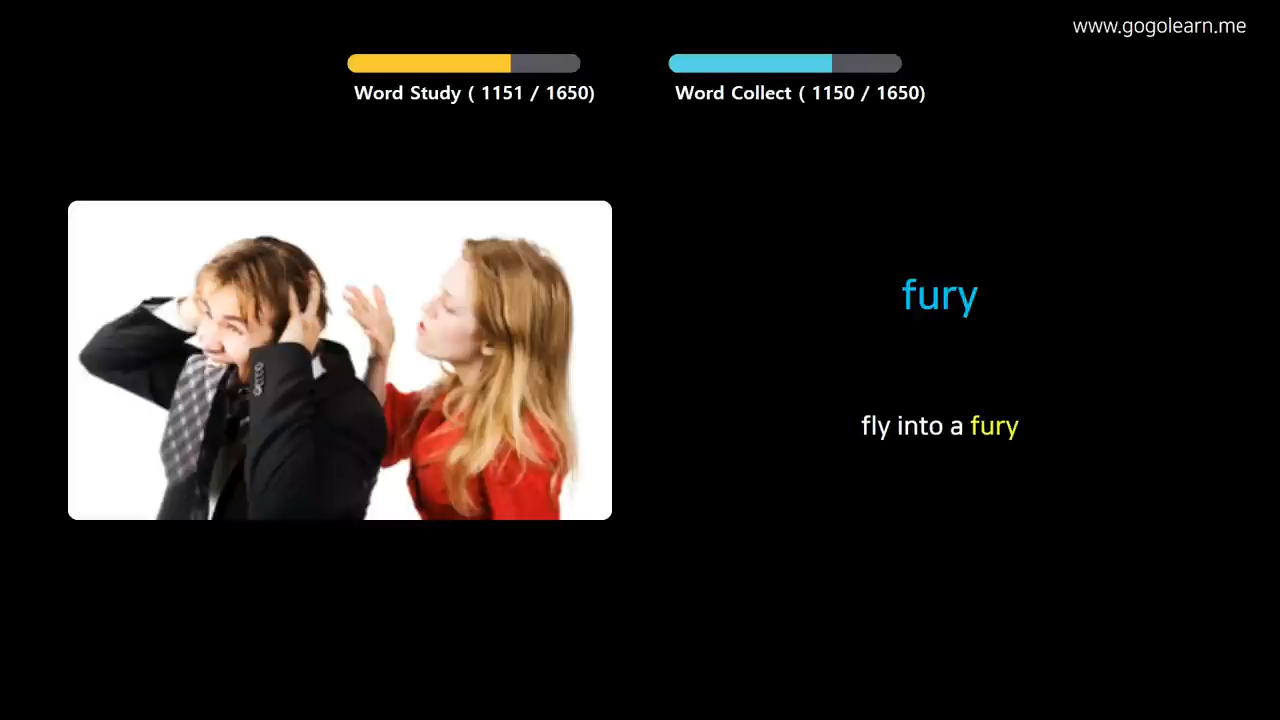 www.gogolearn.me
Word Study ( 1151 / 1650)
Word Collect ( 1150 / 1650)
fury
fly into a fury